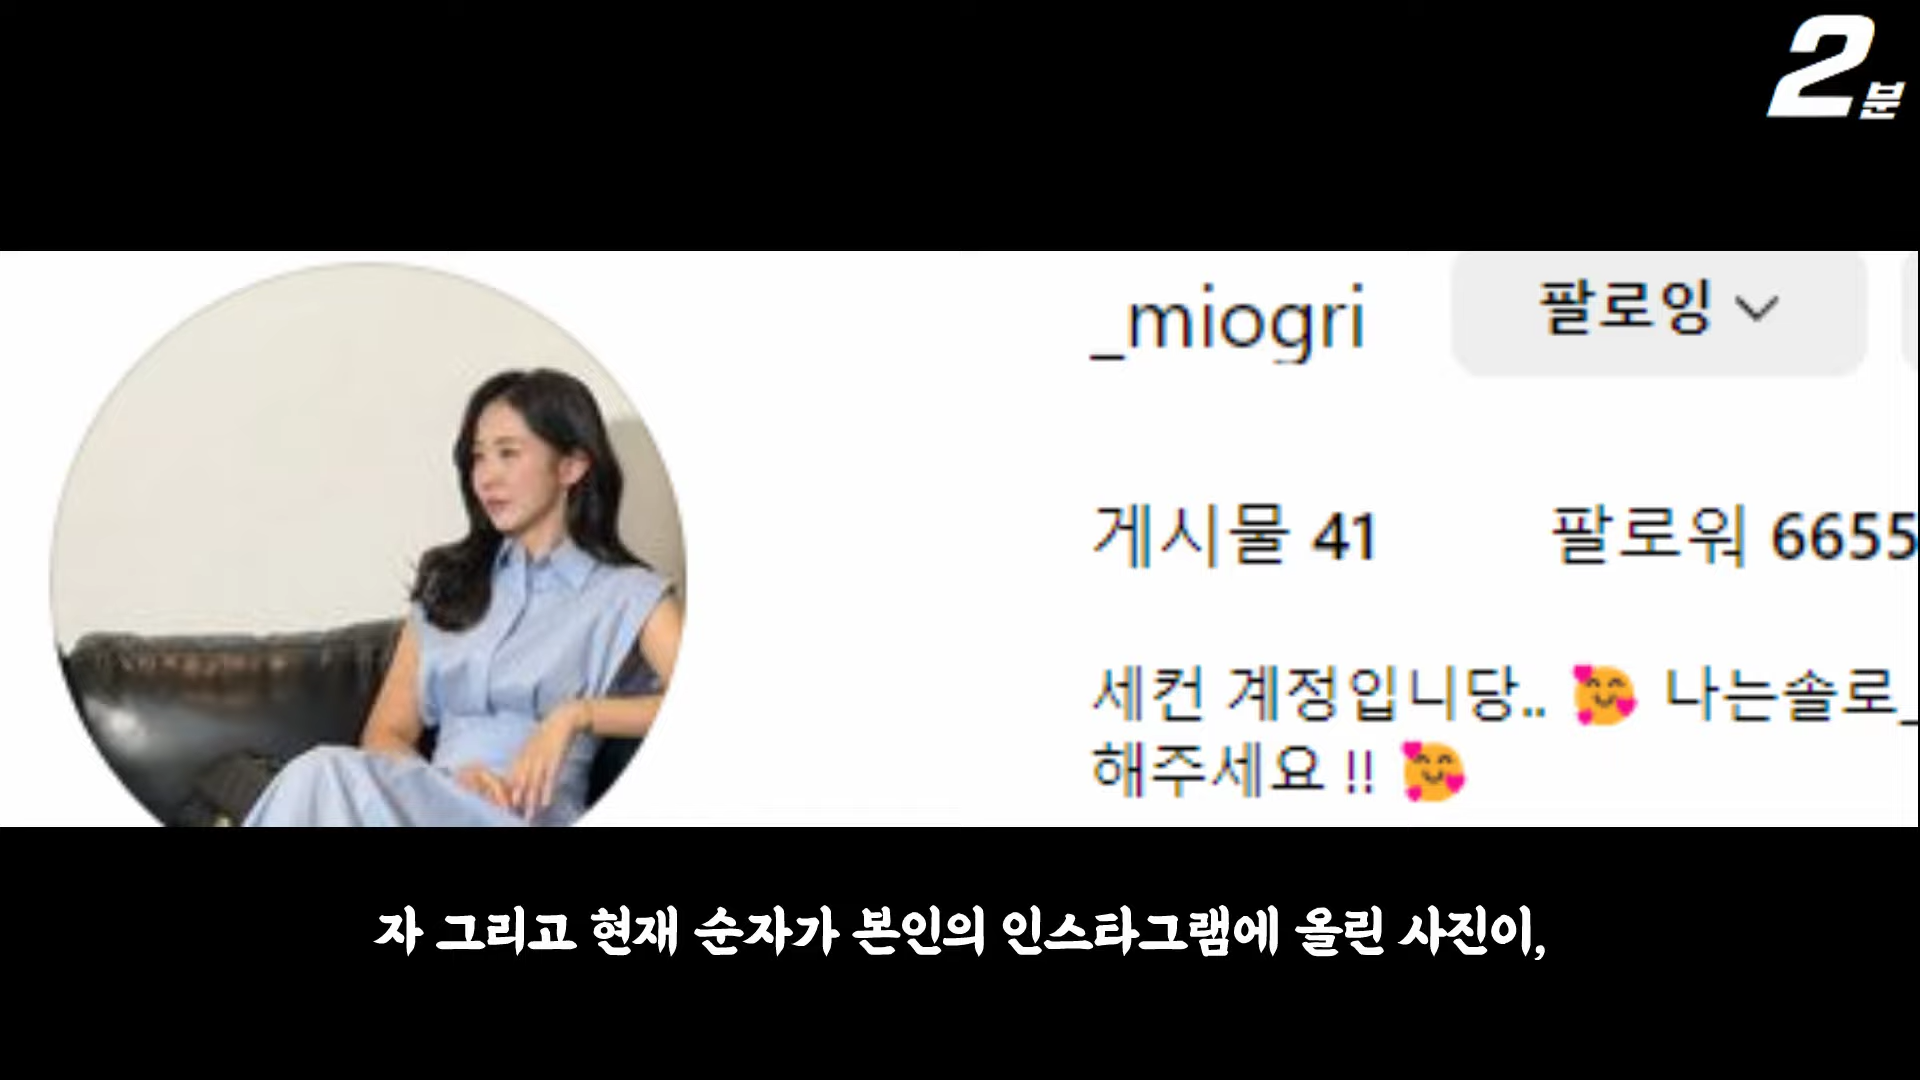 2분
_miogri 팔로잉
게시물 41 팔로워 6655
세컨 계정입니당.. 🥰 나는솔로_
해주세요 !! 🥰
자 그리고 현재 순자가 본인의 인스타그램에 올린 사진이,